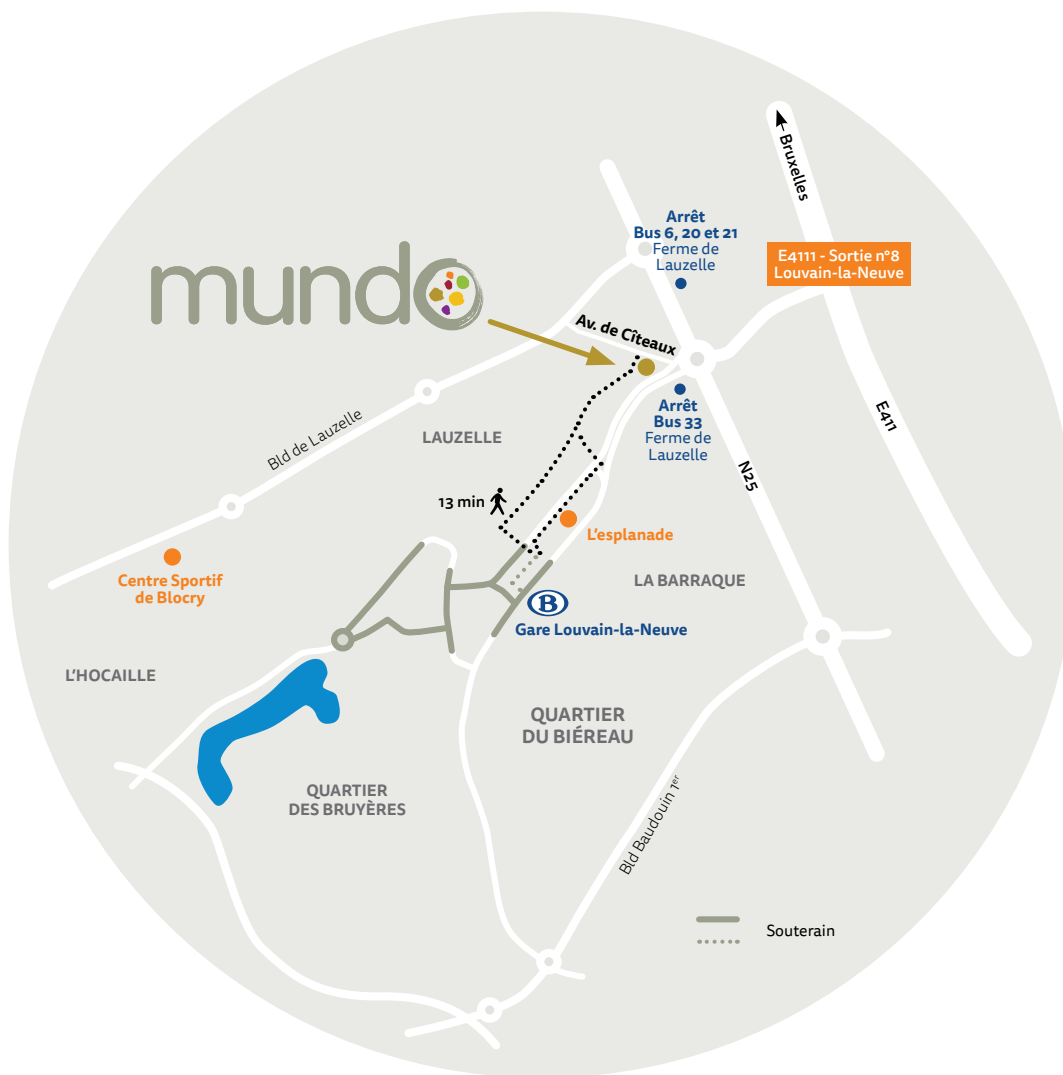 Bruxelles
Arrêt
Bus 6, 20 et 21
Ferme de
Lauzelle
E4111 - Sortie n°8
Louvain-la-Neuve
mundo
Av. de Cîteaux
Arrêt
Bus 33
Ferme de
Lauzelle
E411
N25
Bld de Lauzelle
LAUZELLE
13 min
L'esplanade
Centre Sportif
de Blocry
LA BARRAQUE
B
Gare Louvain-la-Neuve
L'HOCAILLE
QUARTIER
DU BIÉREAU
QUARTIER
DES BRUYÈRES
Bld Baudouin 1er
Souterain